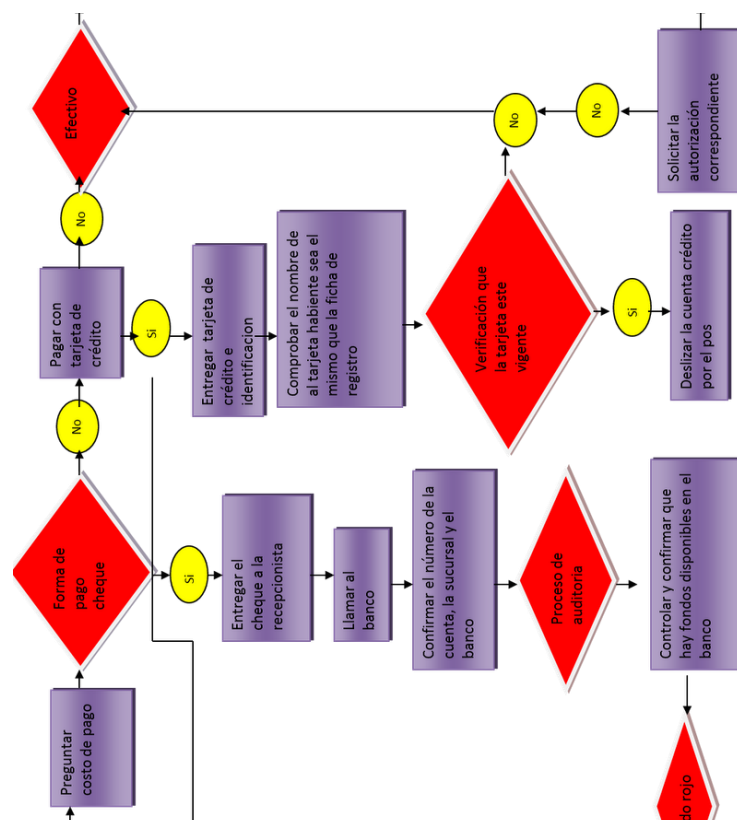 Preguntar
costo de pago
Forma de
pago
cheque
No
Pagar con
tarjeta de
crédito
No
Efectivo
Si
Entregar el
cheque a la
recepcionista
Llamar al
banco
Confirmar el número de la
cuenta, la sucursal y el
banco
Proceso de
auditoria
Controlar y confirmar que
hay fondos disponibles en el
banco
do rojo
Si
Entregar tarjeta de
crédito e
identificacion
Comprobar el nombre de
al tarjeta habiente sea el
mismo que la ficha de
registro
Verificación que
la tarjeta este
vigente
Si
Deslizar la cuenta crédito
por el pos
No
No
Solicitar la
autorización
correspondiente